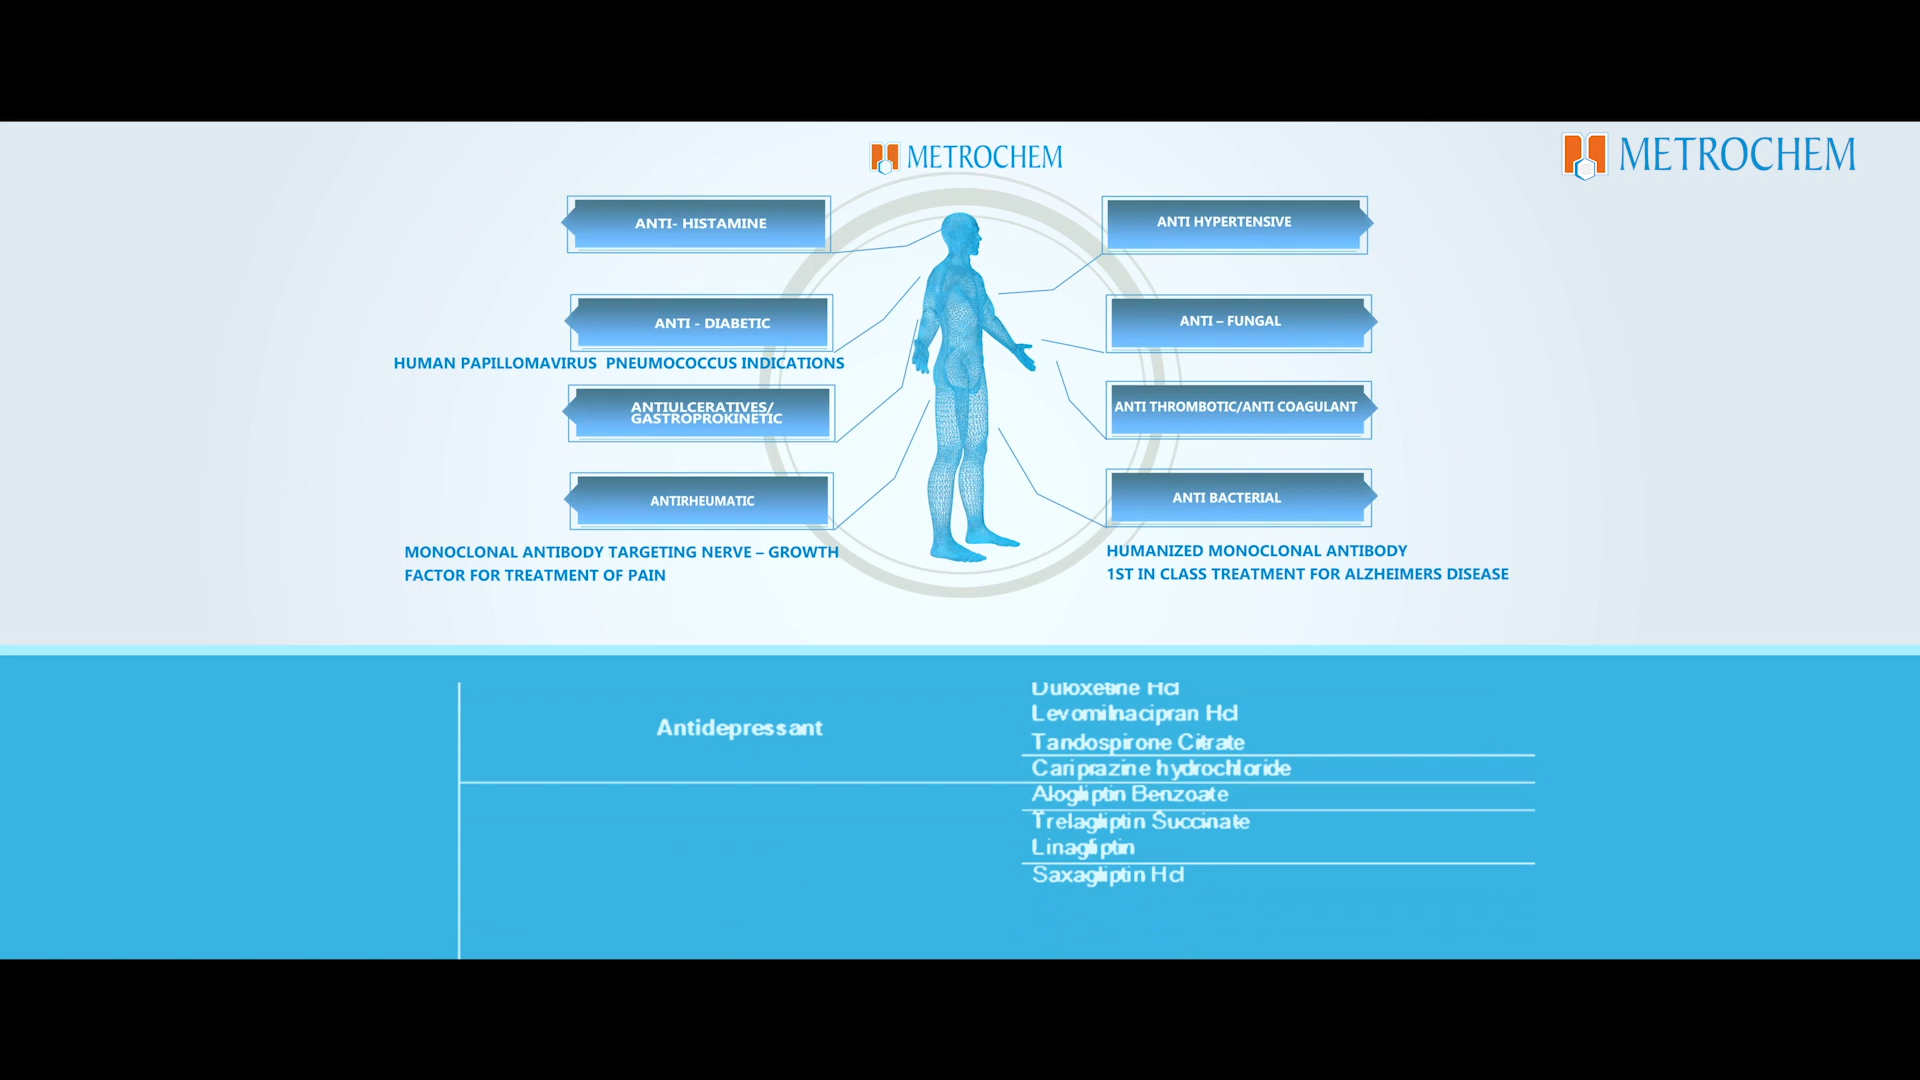 METROCHEM
METROCHEM
ANTI- HISTAMINE
ANTI HYPERTENSIVE
ANTI - DIABETIC
ANTI – FUNGAL
HUMAN PAPILLOMAVIRUS PNEUMOCOCCUS INDICATIONS
ANTIULCERATIVES/
GASTROPROKINETIC
ANTI THROMBOTIC/ANTI COAGULANT
ANTIRHEUMATIC
ANTI BACTERIAL
MONOCLONAL ANTIBODY TARGETING NERVE – GROWTH
FACTOR FOR TREATMENT OF PAIN
HUMANIZED MONOCLONAL ANTIBODY
1ST IN CLASS TREATMENT FOR ALZHEIMERS DISEASE
Antidepressant
Duloxetine Hcl
Levomilnacipran Hcl
Tandospirone Citrate
Cariprazine hydrochloride
Alogliptin Benzoate
Trelagliptin Succinate
Linagliptin
Saxagliptin Hcl